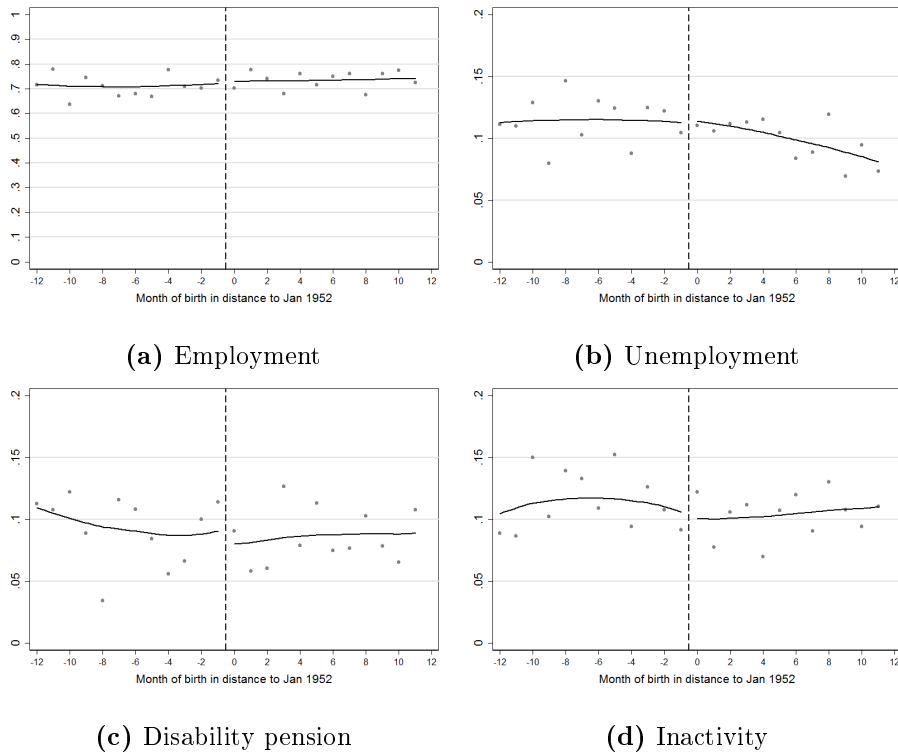 .1
.9
.8
.7
.6
.5
.4
.3
.2
.1
0
-12 -10 -8 -6 -4 -2 0 2 4 6 8 10 12
Month of birth in distance to Jan 1952
(a) Employment
.2
.15
.1
.05
0
-12 -10 -8 -6 -4 -2 0 2 4 6 8 10 12
Month of birth in distance to Jan 1952
(b) Unemployment
.2
.15
.1
.05
0
-12 -10 -8 -6 -4 -2 0 2 4 6 8 10 12
Month of birth in distance to Jan 1952
(c) Disability pension
.2
.15
.1
.05
0
-12 -10 -8 -6 -4 -2 0 2 4 6 8 10 12
Month of birth in distance to Jan 1952
(d) Inactivity